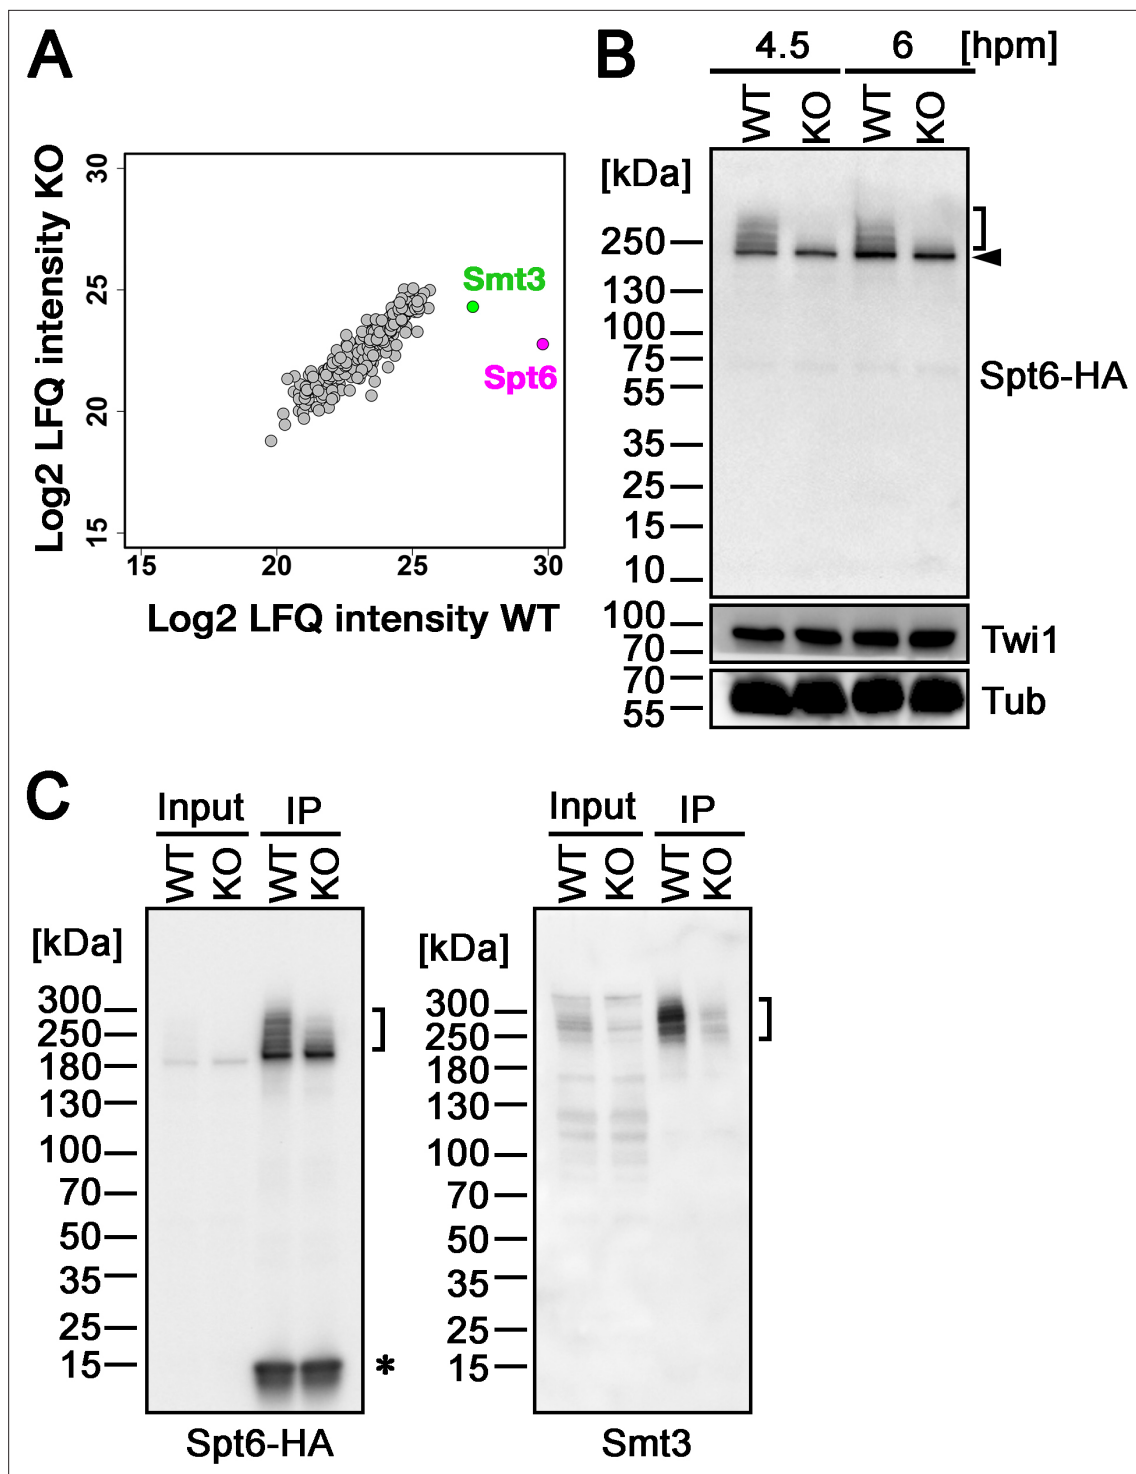 A
Log2 LFQ intensity KO
30
25
20
15
Smt3
Spt6
15 20 25 30
Log2 LFQ intensity WT
B
4.5 6 [hpm]
WT KO WT KO
[kDa]
250
130
100
75
55
35
25
15
10
Spt6-HA
100
70
Twi1
70
55
Tub
C
Input IP
WT KO WT KO
[kDa]
300
250
180
130
100
70
50
35
25
15
*
Spt6-HA
Input IP
WT KO WT KO
[kDa]
300
250
180
130
100
70
50
35
25
15
Smt3